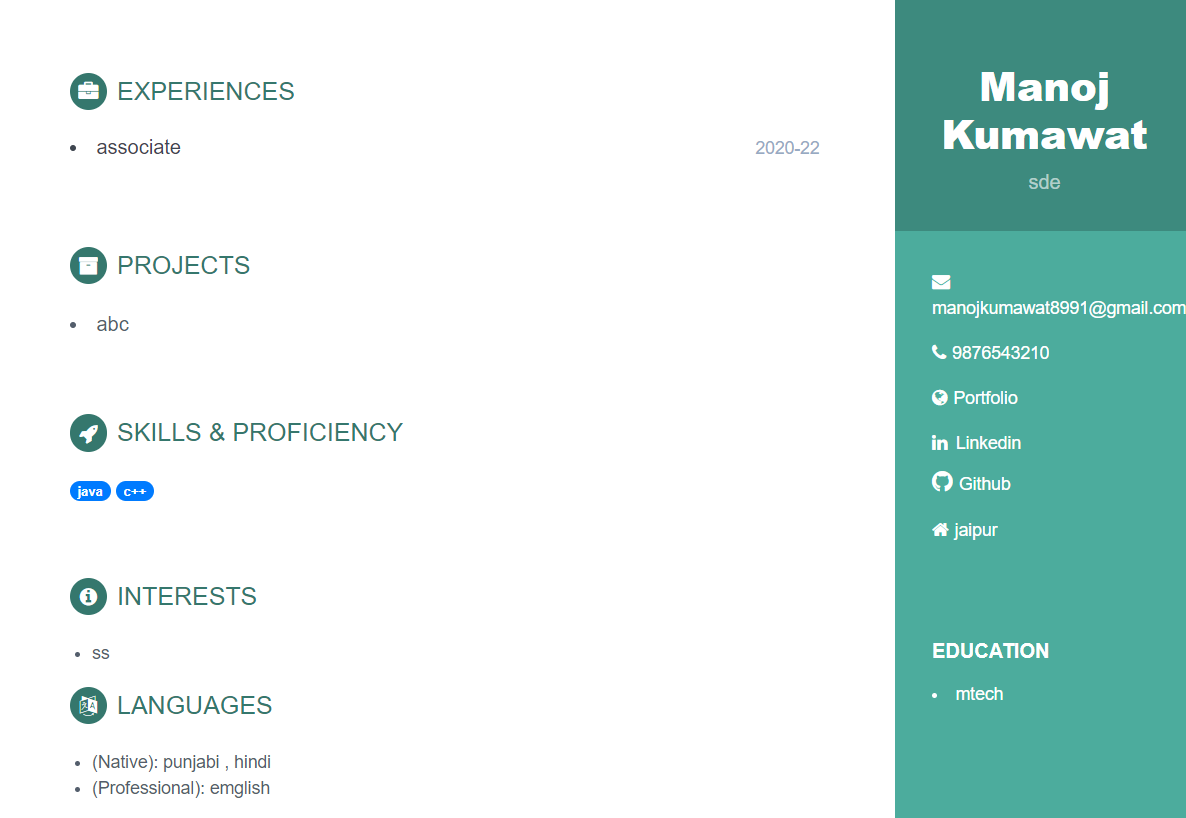 EXPERIENCES
associate 2020-22
PROJECTS
abc
SKILLS & PROFICIENCY
java c++
INTERESTS
ss
LANGUAGES
(Native): punjabi , hindi
(Professional): emglish
Manoj
Kumawat
sde
manojkumawat8991@gmail.com
9876543210
Portfolio
Linkedin
Github
jaipur
EDUCATION
mtech